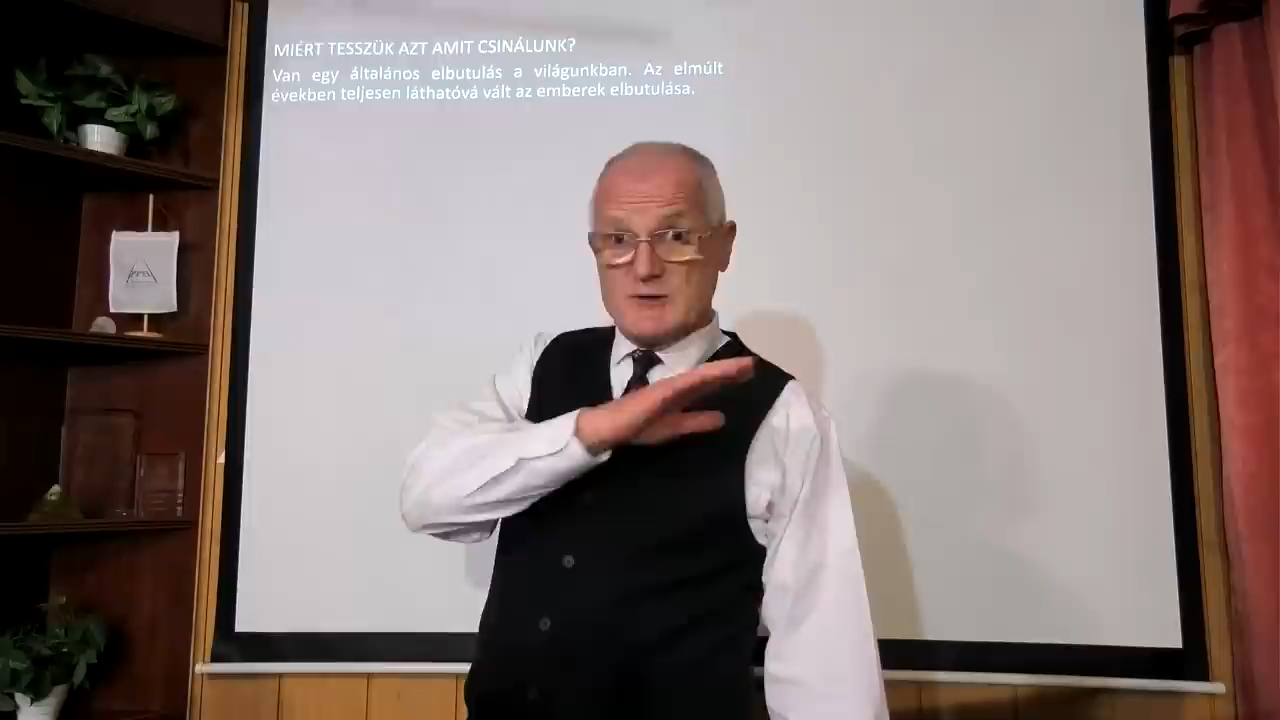 MIÉRT TESSZÜK AZT AMIT CSINÁLUNK?
Van egy általános elbutulás a világunkban. Az elmúlt
években teljesen láthatóvá vált az emberek elbutulása.